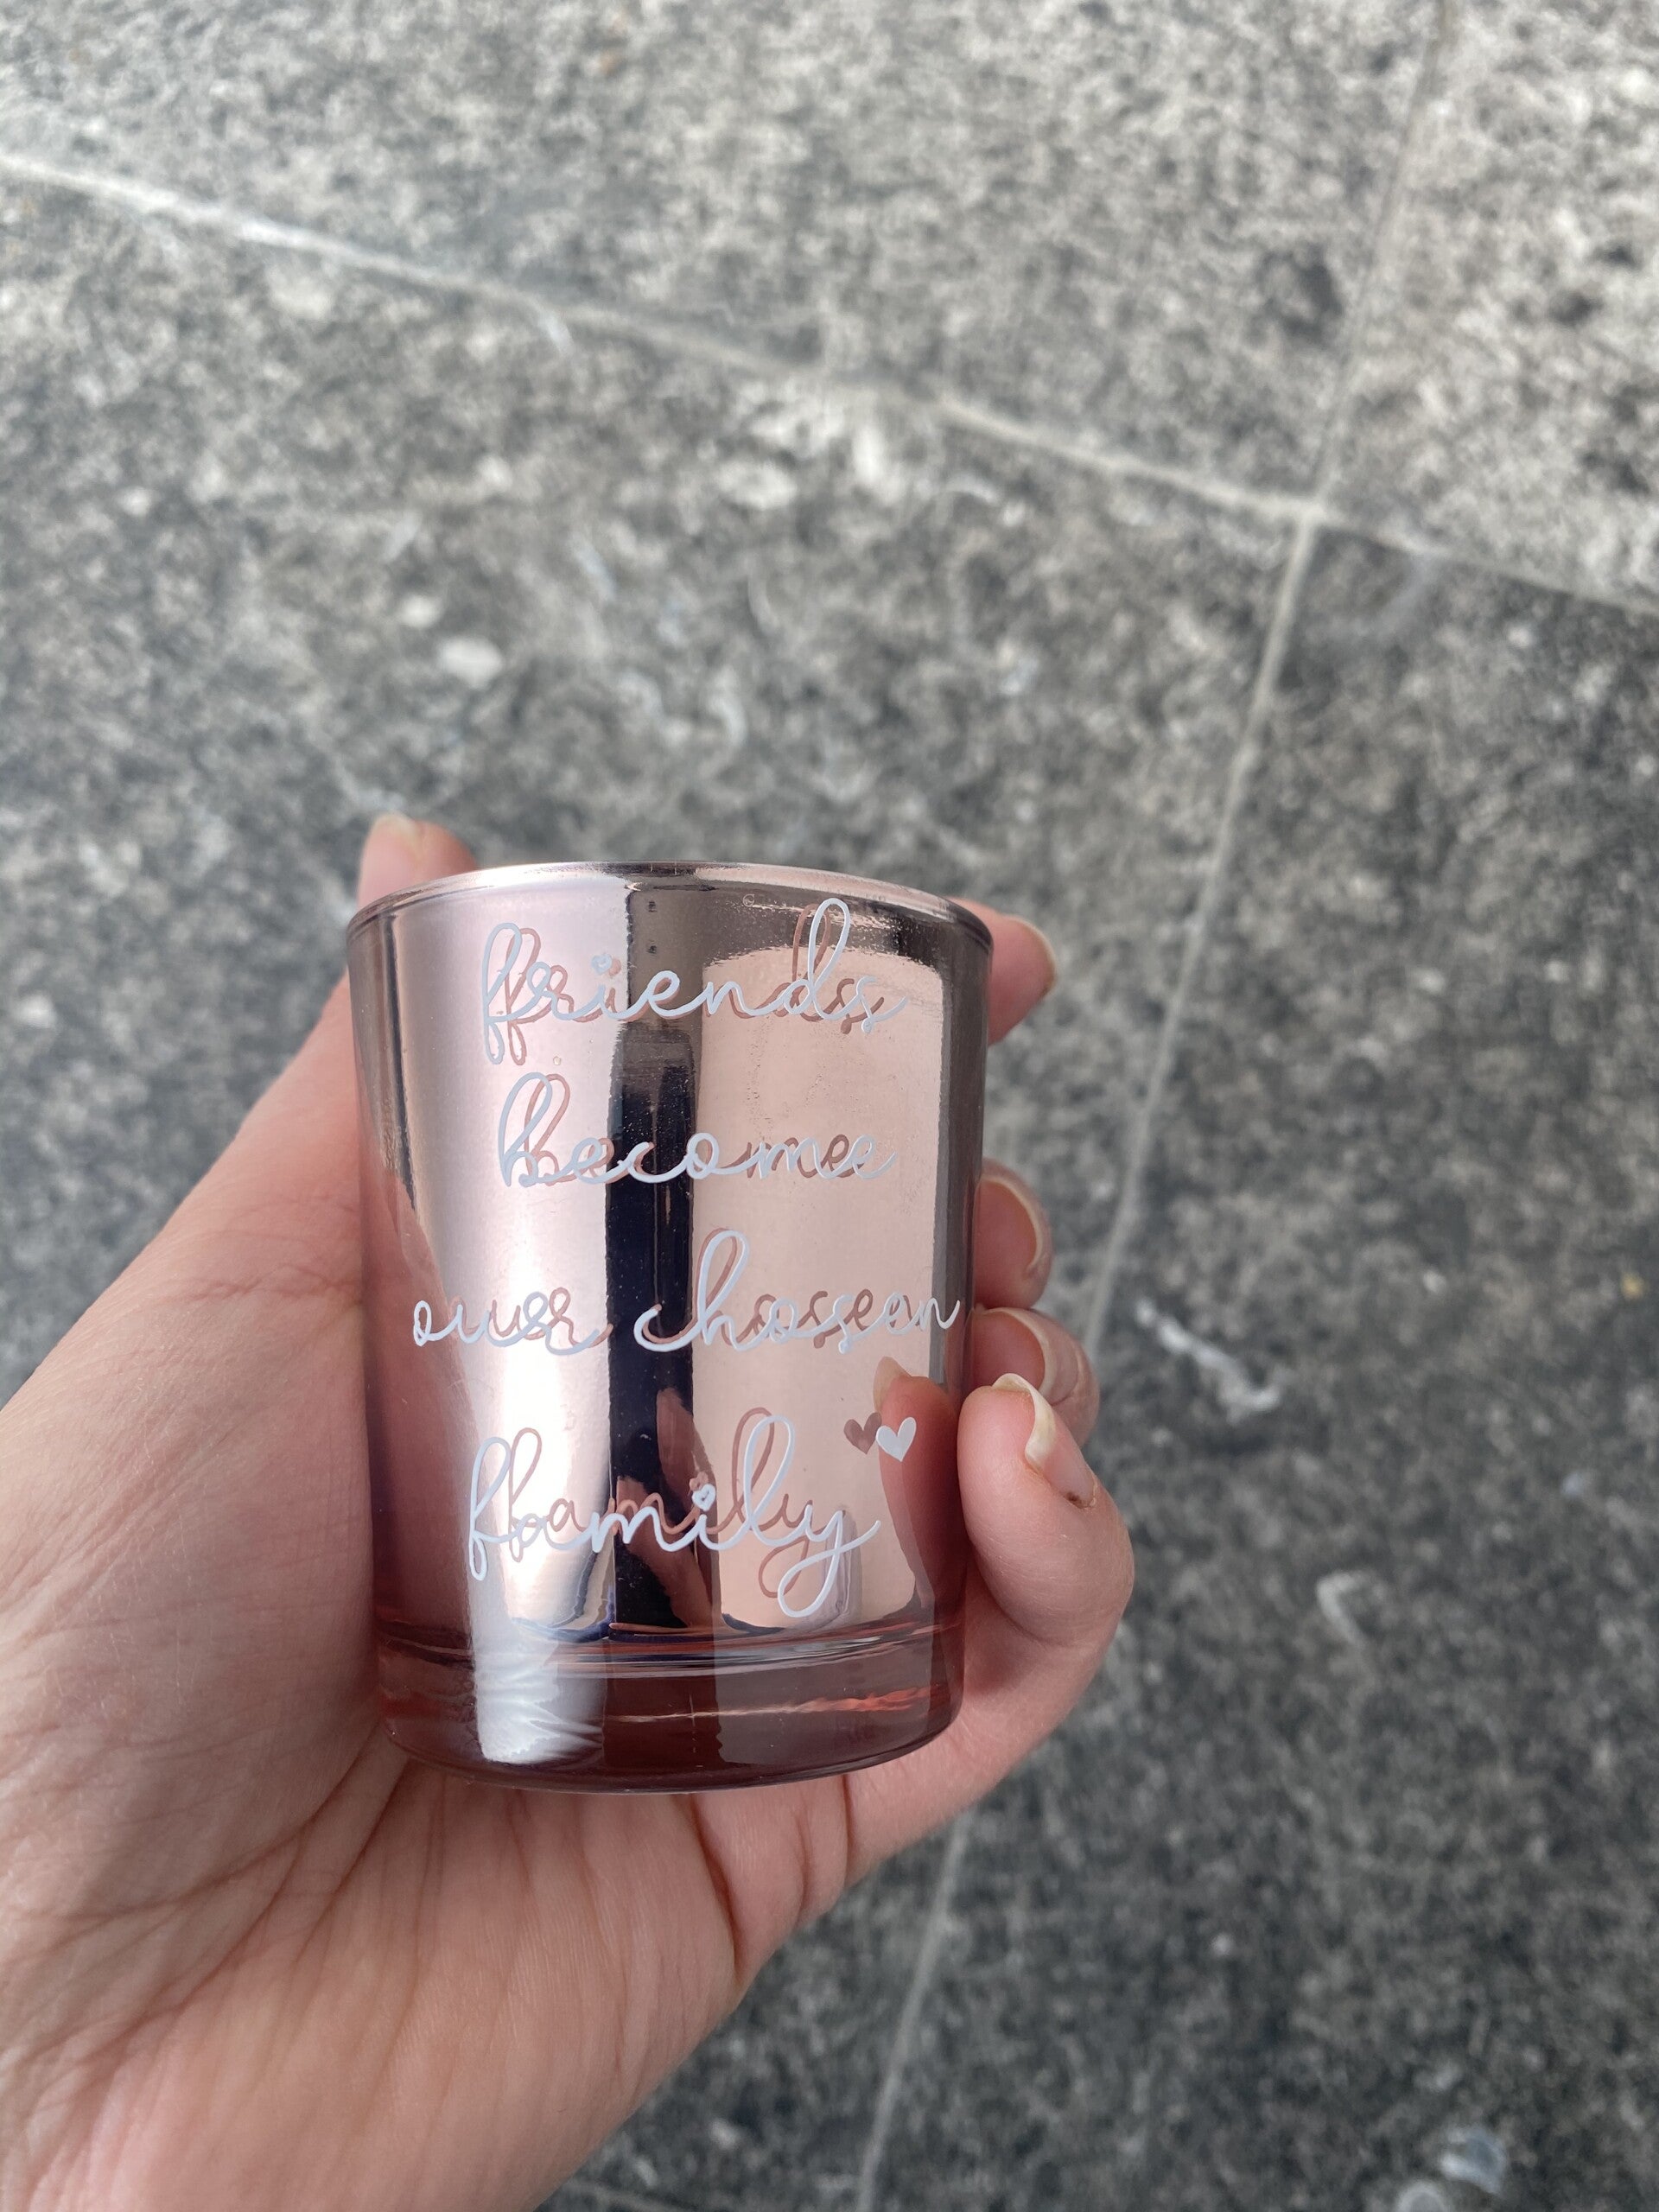 friends
become
our chosen
family